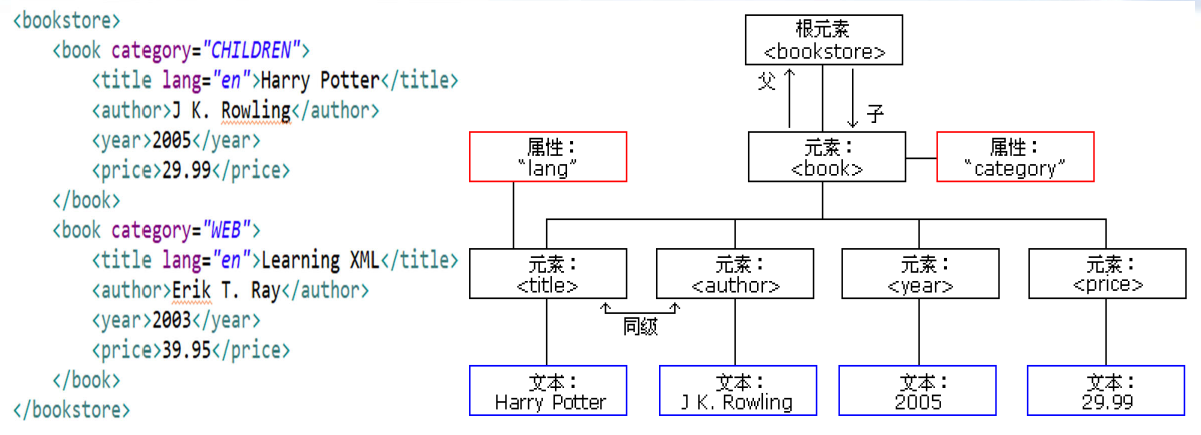 <bookstore>
<book category="CHILDREN">
<title lang="en">Harry Potter</title>
<author>J K. Rowling</author>
<year>2005</year>
<price>29.99</price>
</book>
<book category="WEB">
<title lang="en">Learning XML</title>
<author>Erik T. Ray</author>
<year>2003</year>
<price>39.95</price>
</book>
</bookstore>
根元素
<bookstore>
父
子
属性：
“lang”
元素：
<book>
属性：
“category”
元素：
<title>
元素：
<author>
元素：
<year>
元素：
<price>
同级
文本：
Harry Potter
文本：
J K. Rowling
文本：
2005
文本：
29.99